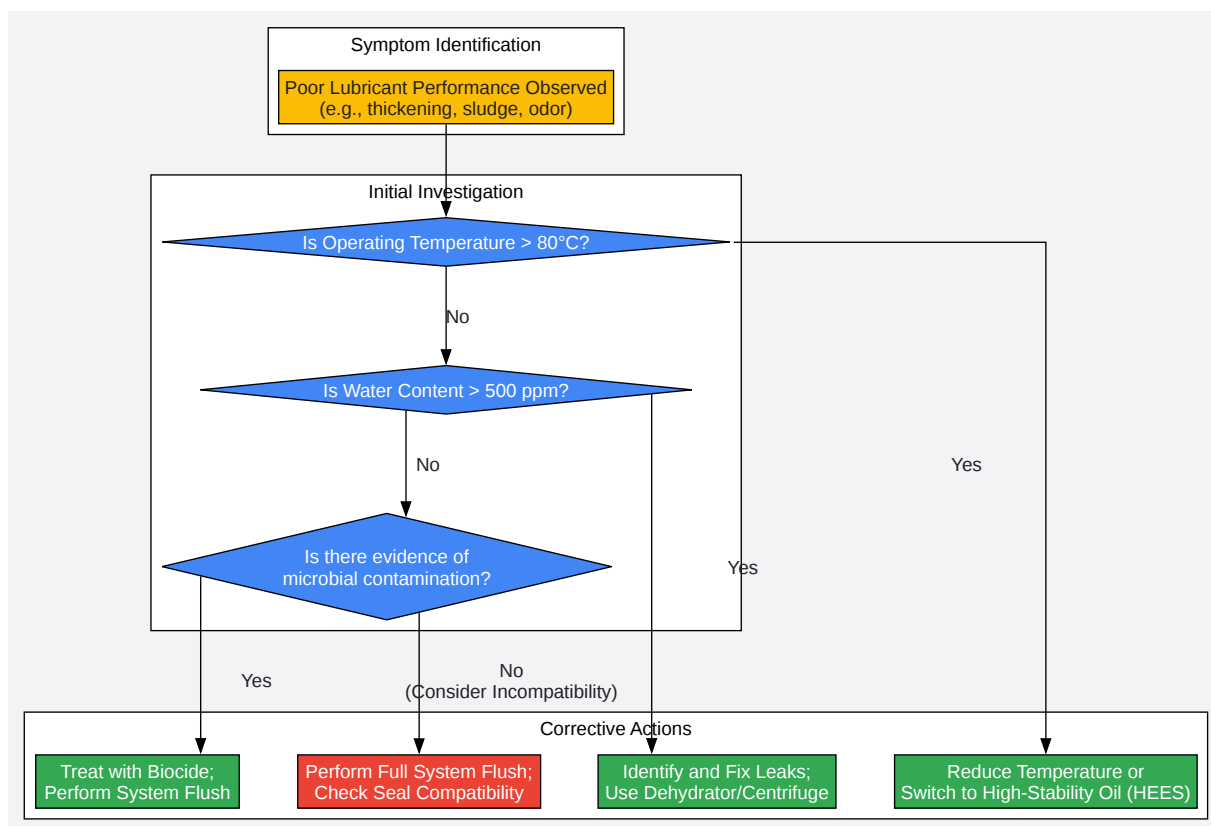 Symptom Identification
Poor Lubricant Performance Observed
(e.g., thickening, sludge, odor)
Initial Investigation
Is Operating Temperature > 80°C?
No
Is Water Content > 500 ppm?
No
Yes
Is there evidence of
microbial contamination?
Yes
Yes
No
(Consider Incompatibility)
Corrective Actions
Treat with Biocide;
Perform System Flush
Perform Full System Flush;
Check Seal Compatibility
Identify and Fix Leaks;
Use Dehydrator/Centrifuge
Reduce Temperature or
Switch to High-Stability Oil (HEES)